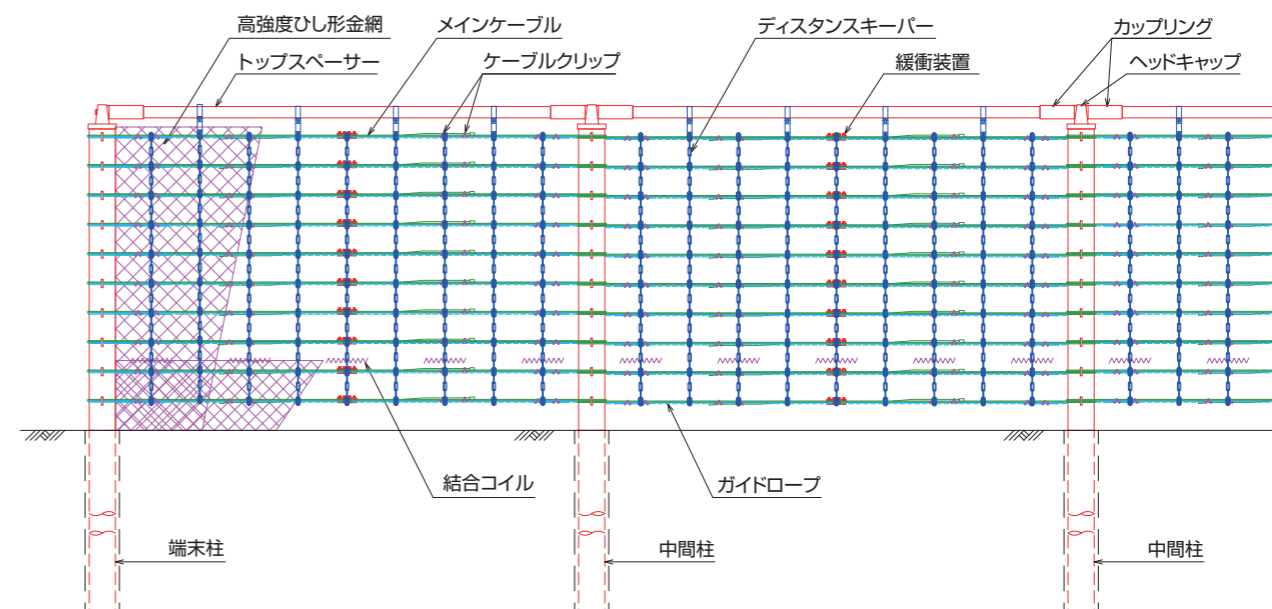 高強度ひし形金網
メインケーブル
ディスタンスキーパー
カップリング
トップスペーサー
ケーブルクリップ
緩衝装置
ヘッドキャップ
結合コイル
ガイドロープ
端末柱
中間柱
中間柱